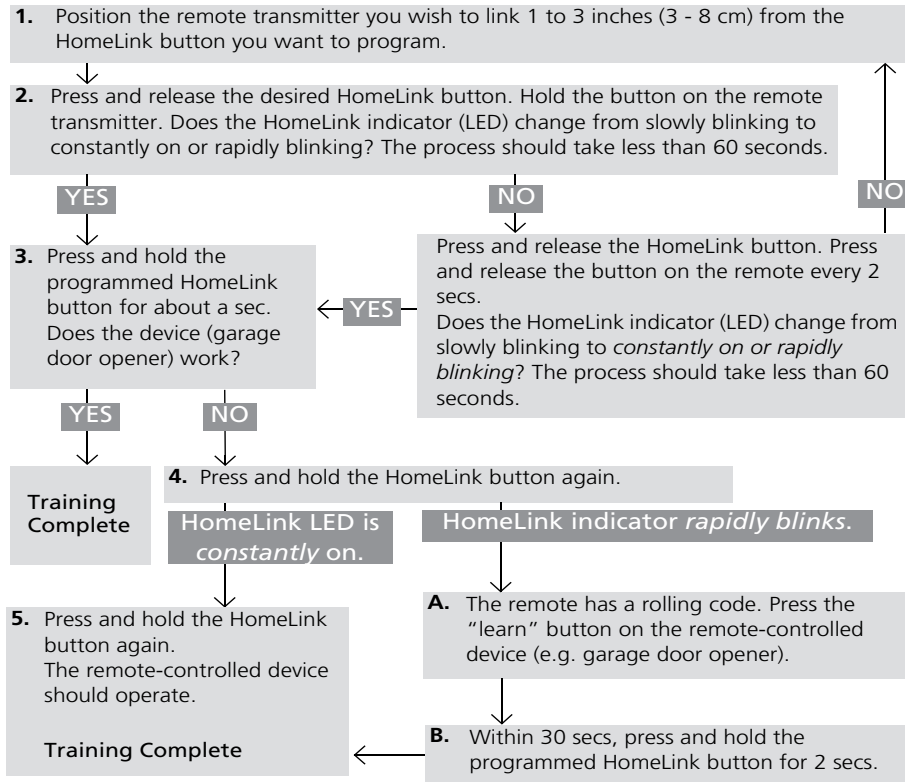 1. Position the remote transmitter you wish to link 1 to 3 inches (3 - 8 cm) from the
HomeLink button you want to program.
2. Press and release the desired HomeLink button. Hold the button on the remote
transmitter. Does the HomeLink indicator (LED) change from slowly blinking to
constantly on or rapidly blinking? The process should take less than 60 seconds.
YES
NO
NO
3. Press and hold the
programmed HomeLink
button for about a sec.
Does the device (garage
door opener) work?
YES
Press and release the HomeLink button. Press
and release the button on the remote every 2
secs.
Does the HomeLink indicator (LED) change from
slowly blinking to constantly on or rapidly
blinking? The process should take less than 60
seconds.
YES
NO
Training
Complete
4. Press and hold the HomeLink button again.
HomeLink LED is
constantly on.
HomeLink indicator rapidly blinks.
5. Press and hold the HomeLink
button again.
The remote-controlled device
should operate.
Training Complete
A. The remote has a rolling code. Press the
“learn” button on the remote-controlled
device (e.g. garage door opener).
B. Within 30 secs, press and hold the
programmed HomeLink button for 2 secs.